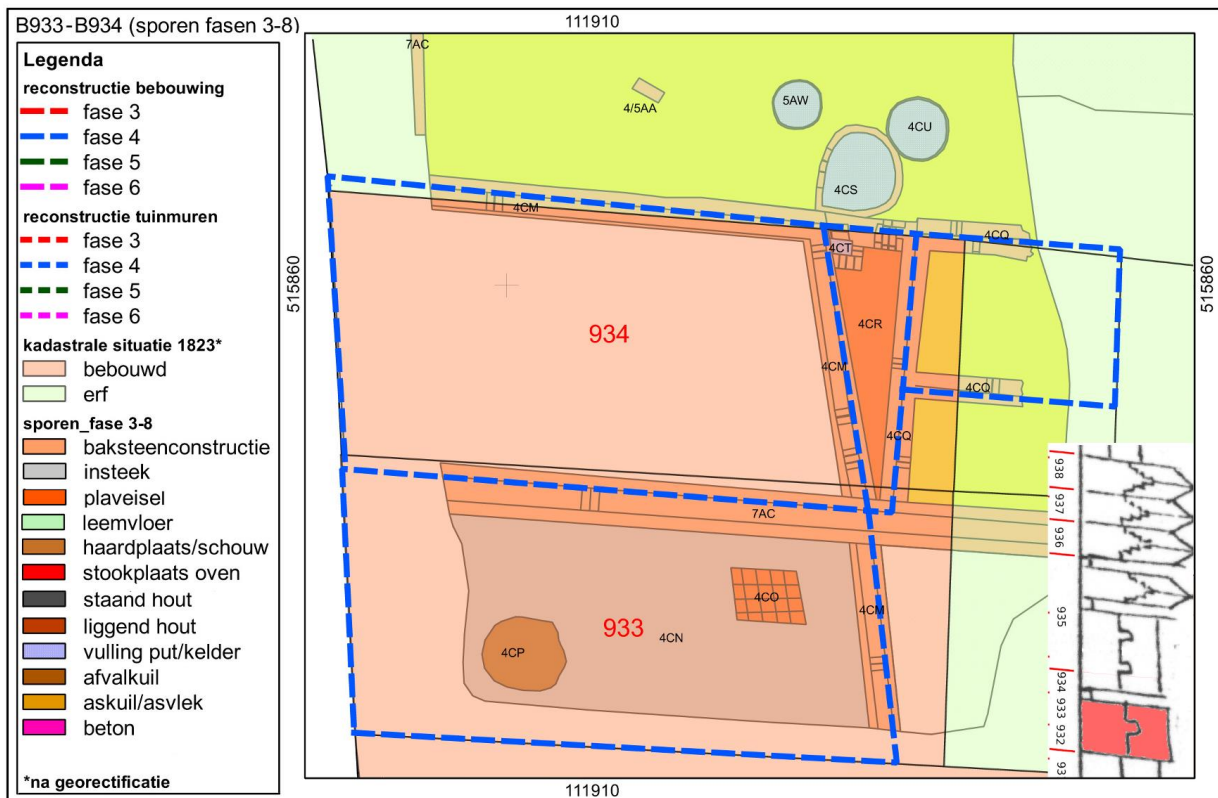 B933-B934 (sporen fasen 3-8)
111910
Legenda
reconstructie bebouwing
fase 3
fase 4
fase 5
fase 6
reconstructie tuinmuren
fase 3
fase 4
fase 5
fase 6
kadastrale situatie 1823*
bebouwd
erf
sporen_fase 3-8
baksteenconstructie
insteek
plaveisel
leemvloer
haardplaats/schouw
stookplaats oven
staand hout
liggend hout
vulling put/kelder
afvalkuil
askuil/asvlek
beton
*na georectificatie
515860
7AC
4/5AA
5AW
4CU
4CS
4CM
4CQ
4CT
934
4CR
4CM
4CQ
4CQ
7AC
4CO
933
4CN
4CM
4CP
515860
938
937
936
935
934
933
932
93
111910